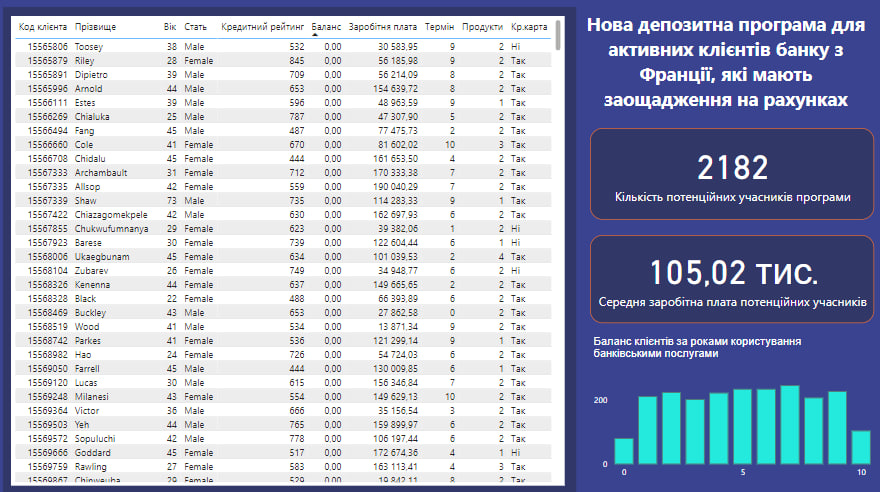 Код клієнта Прізвище Вік Стать Кредитний рейтинг Баланс Заробітна плата Термін Продукти Кр.карта
15565806 Toosey 38 Male 532 0,00 30 583,95 9 2 Ні
15565879 Riley 28 Female 845 0,00 56 185,98 9 2 Так
15565891 Dipietro 39 Male 709 0,00 56 214,09 8 2 Так
15565996 Arnold 44 Male 653 0,00 154 639,72 8 2 Так
15566111 Estes 39 Male 596 0,00 48 963,59 9 1 Так
15566269 Chialuka 25 Male 787 0,00 47 307,90 5 2 Так
15566494 Fang 45 Male 487 0,00 77 475,73 2 2 Так
15566660 Cole 41 Female 670 0,00 81 602,02 10 3 Так
15566708 Chidalu 45 Female 444 0,00 161 653,50 4 2 Так
15567333 Archambault 31 Female 712 0,00 170 333,38 7 2 Так
15567335 Allsop 42 Female 559 0,00 190 040,29 7 2 Так
15567339 Shaw 73 Male 735 0,00 114 283,33 9 1 Так
15567422 Chiazagomekpele 42 Male 630 0,00 162 697,93 6 2 Так
15567855 Chukwufumnanya 29 Female 623 0,00 39 382,06 1 2 Ні
15567923 Barese 30 Female 739 0,00 122 604,44 6 1 Ні
15568006 Ukaegbunam 45 Female 634 0,00 101 039,53 2 4 Так
15568104 Zubarev 26 Female 749 0,00 34 948,77 6 2 Ні
15568326 Kenenna 44 Female 637 0,00 149 665,65 2 2 Так
15568328 Black 22 Female 488 0,00 66 393,89 6 2 Так
15568469 Buckley 43 Male 653 0,00 27 862,58 0 2 Так
15568519 Wood 41 Male 534 0,00 13 871,34 9 2 Так
15568742 Parkes 41 Female 536 0,00 121 299,14 9 1 Так
15568982 Hao 24 Female 726 0,00 54 724,03 6 2 Так
15569050 Farrell 45 Male 444 0,00 130 009,85 6 1 Так
15569120 Lucas 30 Male 615 0,00 156 346,84 7 2 Так
15569248 Milanesi 43 Female 554 0,00 149 629,13 10 2 Так
15569364 Victor 36 Male 666 0,00 35 156,54 3 2 Так
15569503 Yeh 44 Male 765 0,00 159 899,97 6 2 Так
15569572 Sopuluchi 42 Male 778 0,00 106 197,44 6 2 Так
15569666 Goddard 45 Female 517 0,00 172 674,36 4 1 Ні
15569759 Rawling 27 Female 583 0,00 163 113,41 4 3 Так
15569867 Chinweuba 29 Female 529 0,00 19 842,11 8 2 Так
Нова депозитна програма для
активних клієнтів банку з
Франції, які мають
заощадження на рахунках
2182
Кількість потенційних учасників програми
105,02 тис.
Середня заробітна плата потенційних учасників
Баланс клієнтів за роками користування
банківськими послугами
200
0
0 5 10